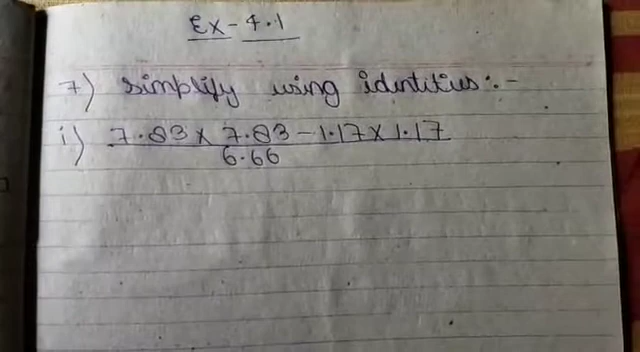 Ex - 4.1
7) Simplify using identities :-
i) 7.83 x 7.83 - 1.17 x 1.17
6.66